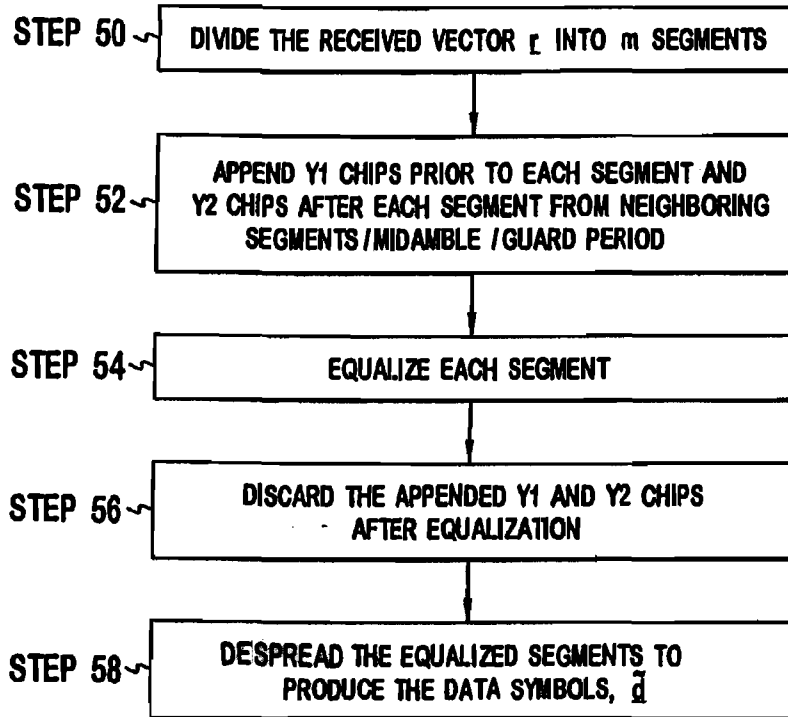 STEP 50
DIVIDE THE RECEIVED VECTOR r INTO m SEGMENTS
STEP 52
APPEND Y1 CHIPS PRIOR TO EACH SEGMENT AND
Y2 CHIPS AFTER EACH SEGMENT FROM NEIGHBORING
SEGMENTS/MIDAMBLE/GUARD PERIOD
STEP 54
EQUALIZE EACH SEGMENT
STEP 56
DISCARD THE APPENDED Y1 AND Y2 CHIPS
AFTER EQUALIZATION
STEP 58
DESPREAD THE EQUALIZED SEGMENTS TO
PRODUCE THE DATA SYMBOLS, d̲̃